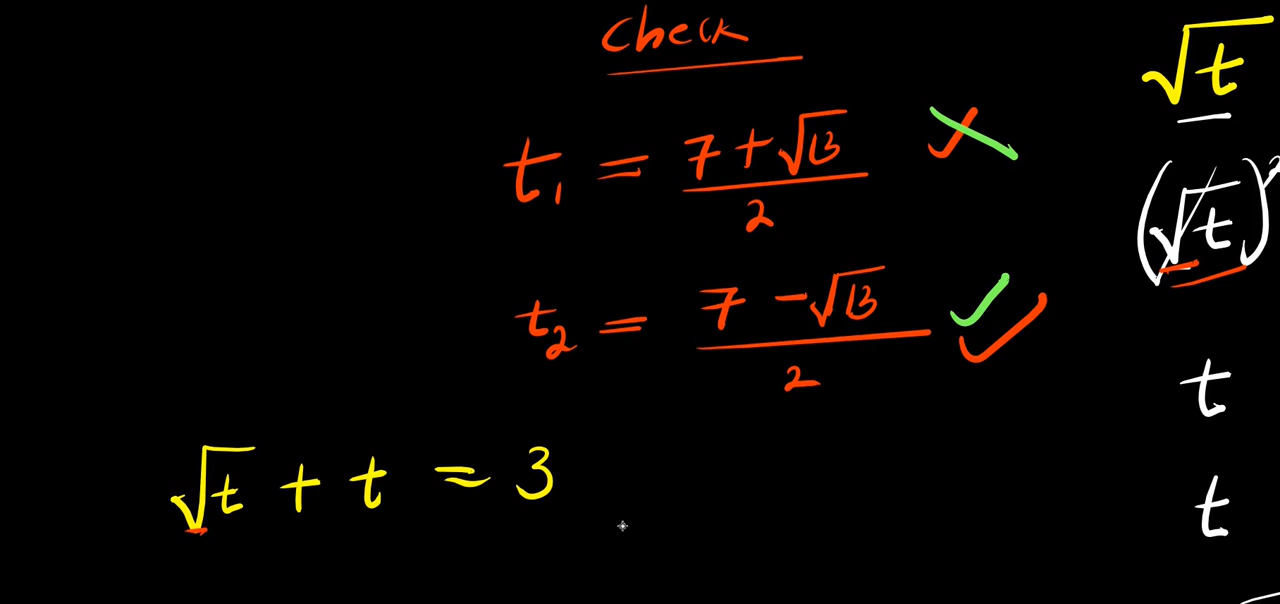 Check
√t
t₁ = (7 + √13)/2
(√t)²
t₂ = (7 - √13)/2
t
√t + t = 3
t